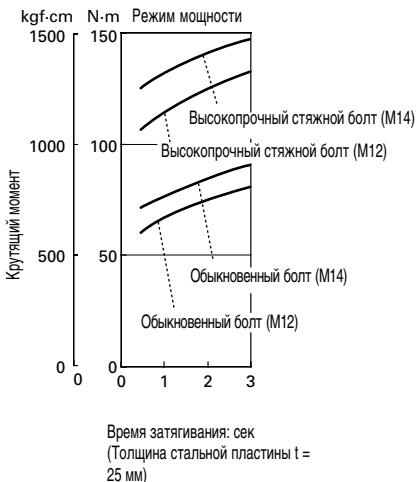 kgf·cm N·m Режим мощности
1500 150
Высокопрочный стяжной болт (M14)
1000 100
Высокопрочный стяжной болт (M12)
Крутящий момент
500 50
Обыкновенный болт (M14)
Обыкновенный болт (M12)
0 0
0 0 1 2 3
Время затягивания: сек
(Толщина стальной пластины t =
25 мм)